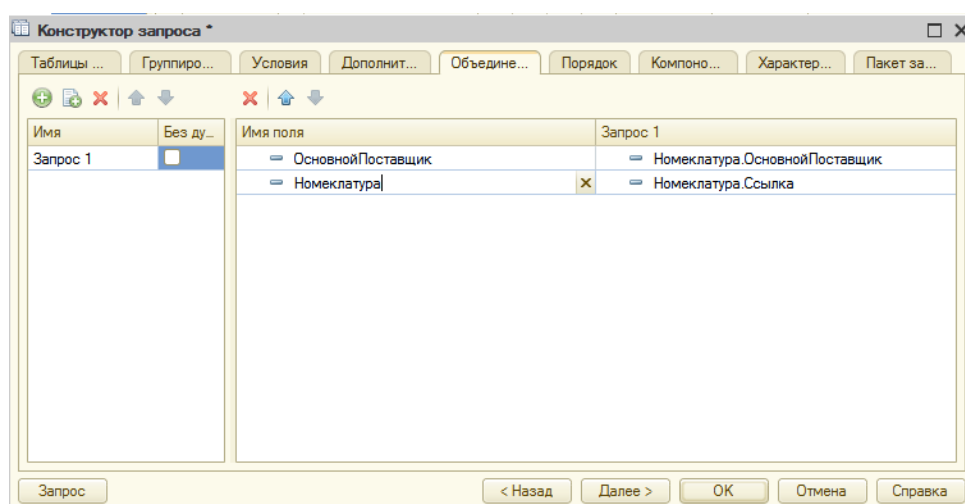 Конструктор запроса *
Таблицы ... Группиро... Условия Дополнит... Объедине... Порядок Компоно... Характер... Пакет за...
Имя Без ду... Имя поля Запрос 1
Запрос 1 ОсновнойПоставщик Номеклатура.ОсновнойПоставщик
Номеклатура Номеклатура.Ссылка
Запрос < Назад Далее > OK Отмена Справка